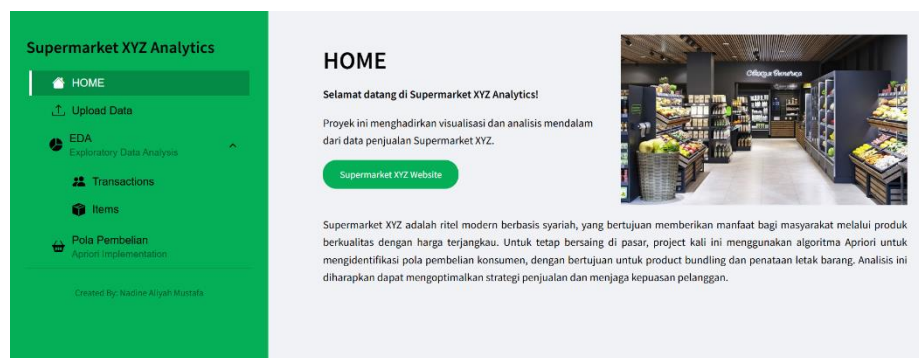 Supermarket XYZ Analytics
HOME
Upload Data
EDA
Exploratory Data Analysis
Transactions
Items
Pola Pembelian
Apriori Implementation
Created By: Nadine Aliyah Mustafa
HOME
Selamat datang di Supermarket XYZ Analytics!
Proyek ini menghadirkan visualisasi dan analisis mendalam
dari data penjualan Supermarket XYZ.
Supermarket XYZ Website
Supermarket XYZ adalah ritel modern berbasis syariah, yang bertujuan memberikan manfaat bagi masyarakat melalui produk
berkualitas dengan harga terjangkau. Untuk tetap bersaing di pasar, project kali ini menggunakan algoritma Apriori untuk
mengidentifikasi pola pembelian konsumen, dengan bertujuan untuk product bundling dan penataan letak barang. Analisis ini
diharapkan dapat mengoptimalkan strategi penjualan dan menjaga kepuasan pelanggan.